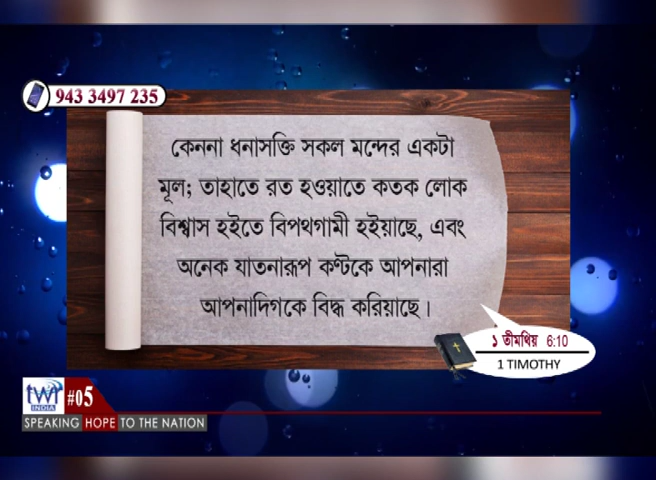 943 3497 235
কেননা ধনাসক্তি সকল মন্দের একটা
মূল; তাহাতে রত হওয়াতে কতক লোক
বিশ্বাস হইতে বিপথগামী হইয়াছে, এবং
অনেক যাতনারূপ কণ্টকে আপনারা
আপনাদিগকে বিদ্ধ করিয়াছে।
১ তীমথিয় 6:10
1 TIMOTHY
twr
INDIA
#05
SPEAKING HOPE TO THE NATION